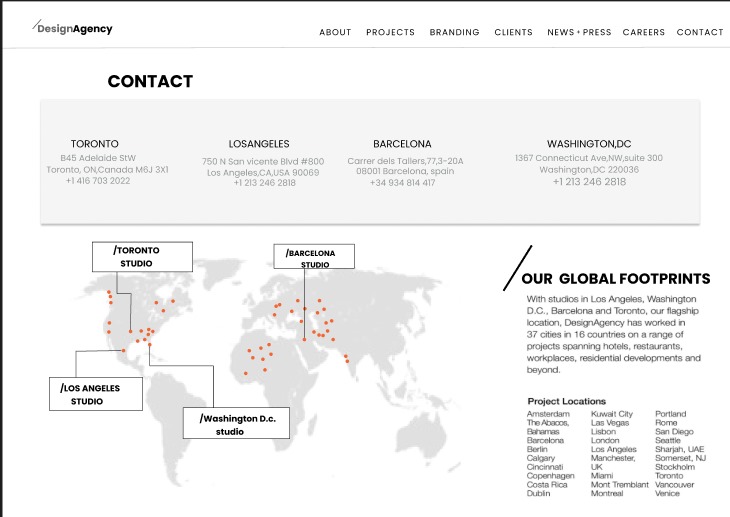 DesignAgency
ABOUT PROJECTS BRANDING CLIENTS NEWS+PRESS CAREERS CONTACT
CONTACT
TORONTO
B45 Adelaide StW
Toronto, ON,Canada M6J 3X1
+1 416 703 2022
LOSANGELES
750 N San vicente Blvd #800
Los Angeles,CA,USA 90069
+1 213 246 2818
BARCELONA
Carrer dels Tallers,77,3-20A
08001 Barcelona, spain
+34 934 814 417
WASHINGTON,DC
1367 Connecticut Ave,NW,suite 300
Washington,DC 220036
+1 213 246 2818
/TORONTO
STUDIO
/BARCELONA
STUDIO
/LOS ANGELES
STUDIO
/Washington D.c.
studio
OUR GLOBAL FOOTPRINTS
With studios in Los Angeles, Washington
D.C., Barcelona and Toronto, our flagship
location, DesignAgency has worked in
37 cities in 16 countries on a range of
projects spanning hotels, restaurants,
workplaces, residential developments and
beyond.
Project Locations
Amsterdam
The Abacos,
Bahamas
Barcelona
Berlin
Calgary
Cincinnati
Copenhagen
Costa Rica
Dublin
Kuwait City
Las Vegas
Lisbon
London
Los Angeles
Manchester,
UK
Miami
Mont Trembiant
Montreal
Portland
Rome
San Diego
Seattle
Sharjah, UAE
Somerset, NJ
Stockholm
Toronto
Vancouver
Venice